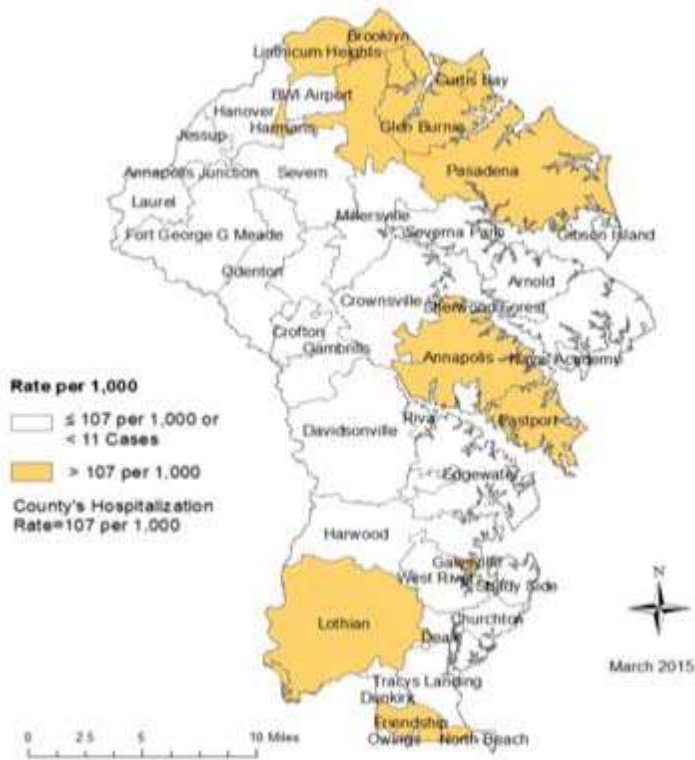 Brooklyn
Linthicum Heights
Curtis Bay
BWI Airport
Hanover
Glen Burnie
Harmans
Jessup
Pasadena
Annapolis Junction
Severn
Laurel
Millersville
Severna Park
Gibson Island
Fort George G Meade
Odenton
Arnold
Crownsville
Sherwood Forest
Crofton
Gambrills
Annapolis
Naval Academy
Rate per 1,000
≤ 107 per 1,000 or
< 11 Cases
> 107 per 1,000
County's Hospitalization
Rate=107 per 1,000
Riva
Eastport
Davidsonville
Edgewater
Harwood
Galesville
West River
Shady Side
N
Lothian
Churchton
Deale
March 2015
Tracys Landing
Dunkirk
Friendship
Owings
North Beach
0 2.5 5 10 Miles